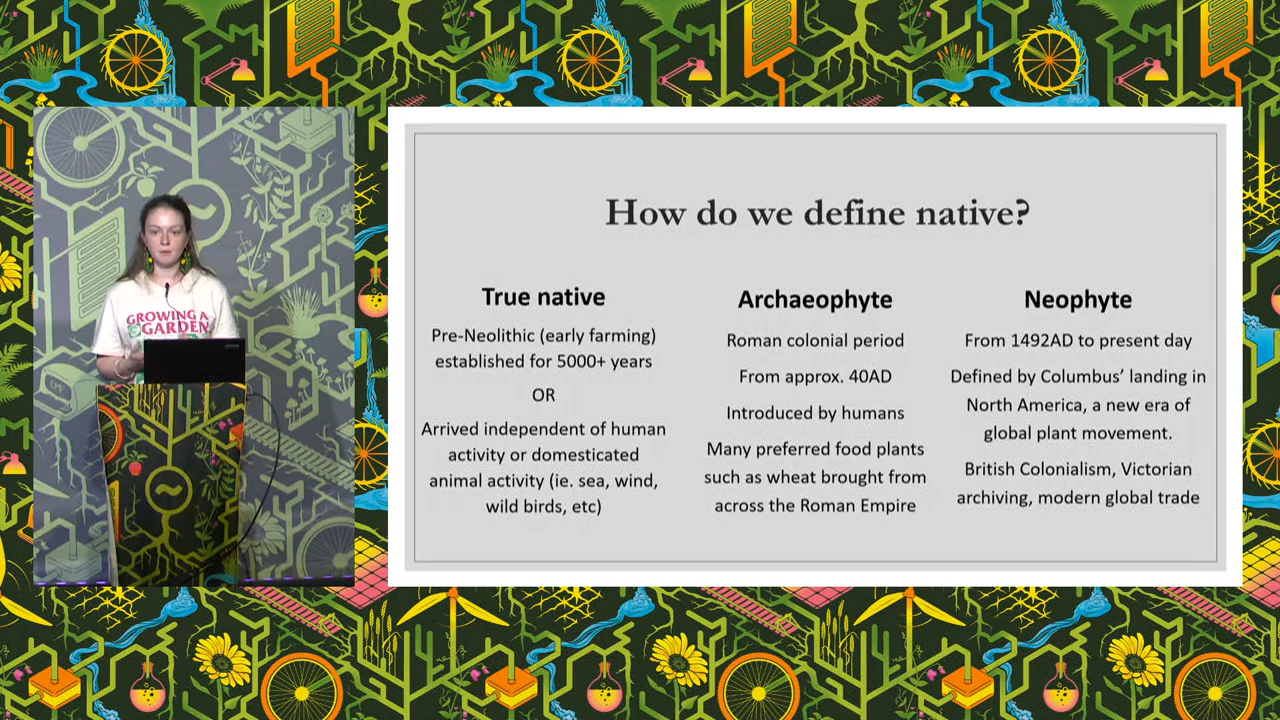 GROWING A
GARDEN
How do we define native?
True native
Pre-Neolithic (early farming)
established for 5000+ years
OR
Arrived independent of human
activity or domesticated
animal activity (ie. sea, wind,
wild birds, etc)
Archaeophyte
Roman colonial period
From approx. 40AD
Introduced by humans
Many preferred food plants
such as wheat brought from
across the Roman Empire
Neophyte
From 1492AD to present day
Defined by Columbus’ landing in
North America, a new era of
global plant movement.
British Colonialism, Victorian
archiving, modern global trade